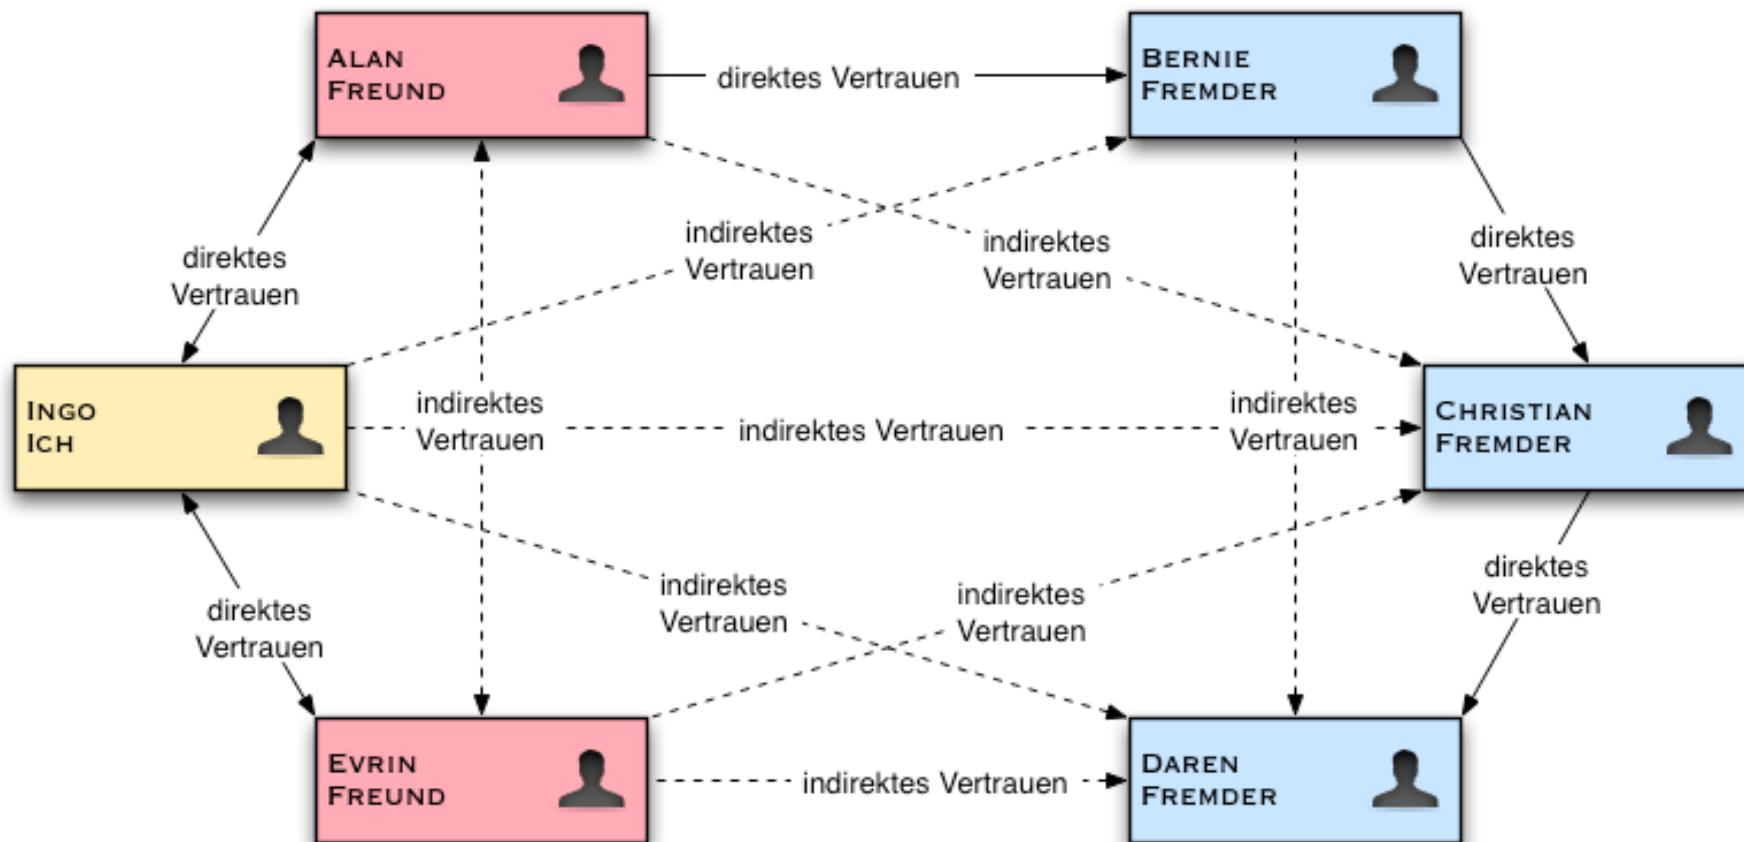 ALAN
FREUND
direktes Vertrauen
BERNIE
FREMDER
direktes
Vertrauen
indirektes
Vertrauen
indirektes
Vertrauen
direktes
Vertrauen
INGO
ICH
indirektes
Vertrauen
indirektes Vertrauen
indirektes
Vertrauen
CHRISTIAN
FREMDER
direktes
Vertrauen
indirektes
Vertrauen
indirektes
Vertrauen
direktes
Vertrauen
EVRIN
FREUND
indirektes Vertrauen
DAREN
FREMDER